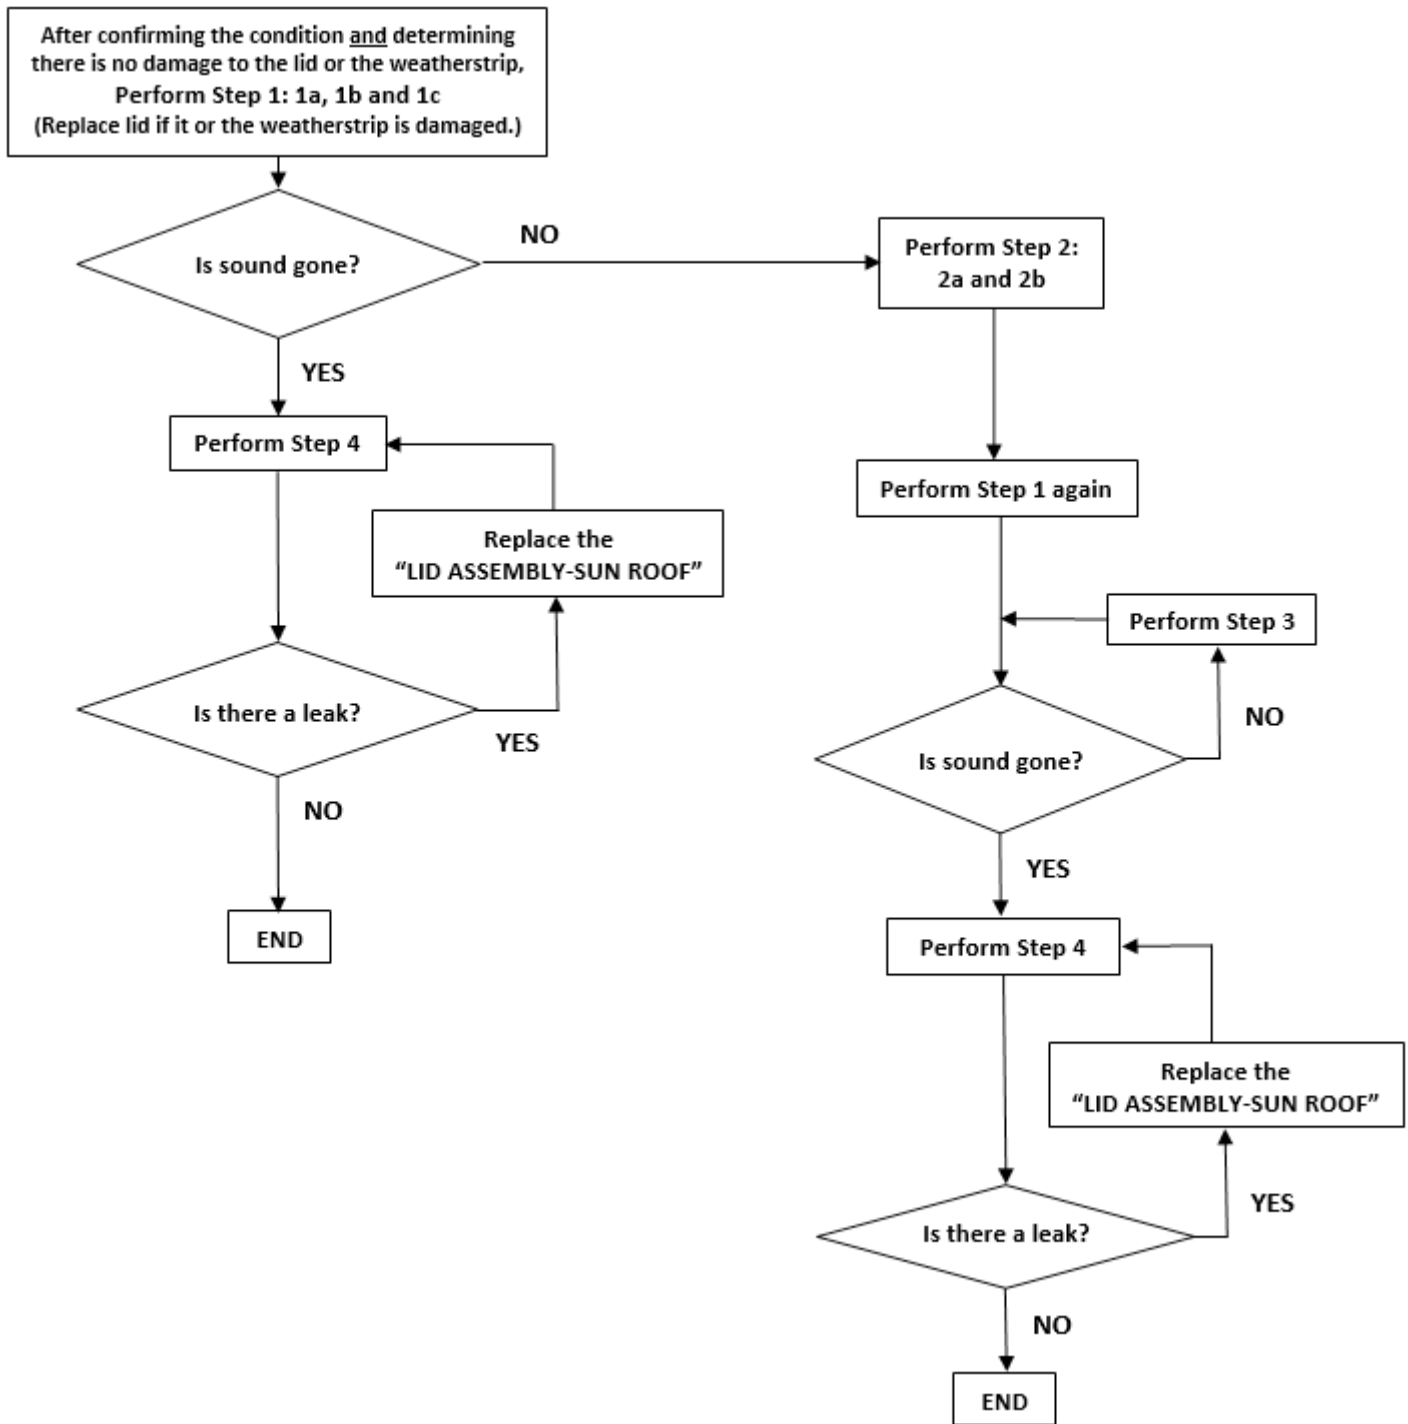 After confirming the condition and determining
there is no damage to the lid or the weatherstrip,
Perform Step 1: 1a, 1b and 1c
(Replace lid if it or the weatherstrip is damaged.)
Is sound gone?
NO
YES
Perform Step 4
Replace the
“LID ASSEMBLY-SUN ROOF”
Is there a leak?
YES
NO
END
Perform Step 2:
2a and 2b
Perform Step 1 again
Perform Step 3
NO
Is sound gone?
YES
Perform Step 4
Replace the
“LID ASSEMBLY-SUN ROOF”
YES
Is there a leak?
NO
END